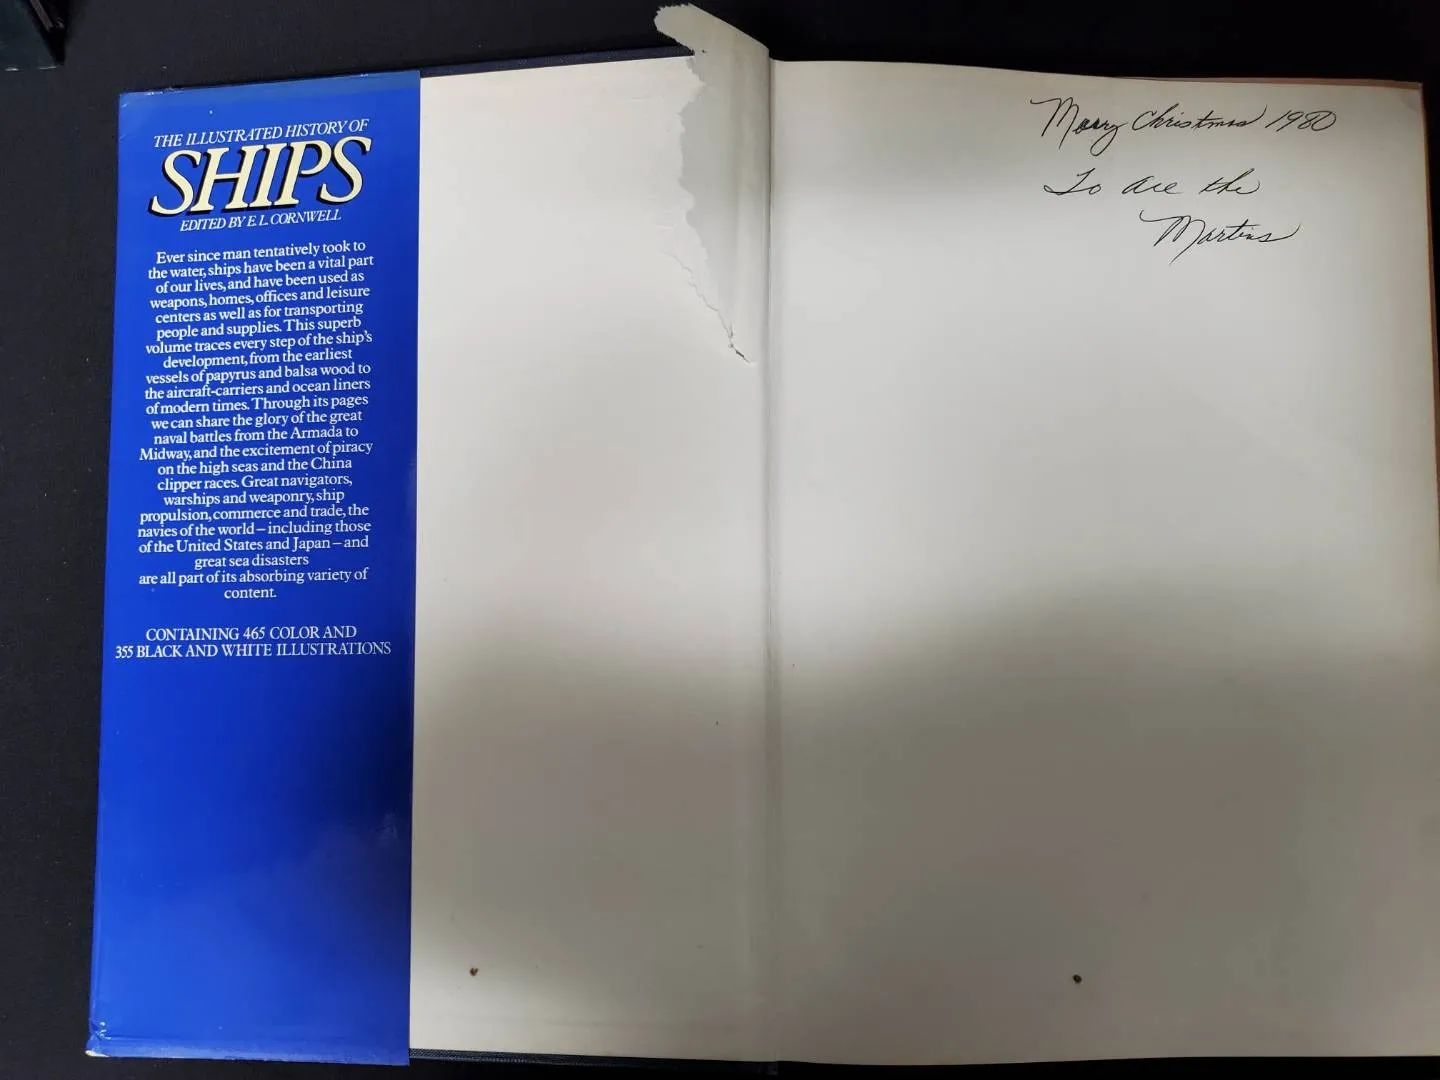 THE ILLUSTRATED HISTORY OF
SHIPS
EDITED BY E. L. CORNWELL
Ever since man tentatively took to
the water, ships have been a vital part
of our lives, and have been used as
weapons, homes, offices and leisure
centers as well as for transporting
people and supplies. This superb
volume traces every step of the ship's
development, from the earliest
vessels of papyrus and balsa wood to
the aircraft-carriers and ocean liners
of modern times. Through its pages
we can share the glory of the great
naval battles from the Armada to
Midway, and the excitement of piracy
on the high seas and the China
clipper races. Great navigators,
warships and weaponry, ship
propulsion, commerce and trade, the
navies of the world – including those
of the United States and Japan – and
great sea disasters
are all part of its absorbing variety of
content.
CONTAINING 465 COLOR AND
355 BLACK AND WHITE ILLUSTRATIONS
Merry Christmas 1980
To all the
Martins